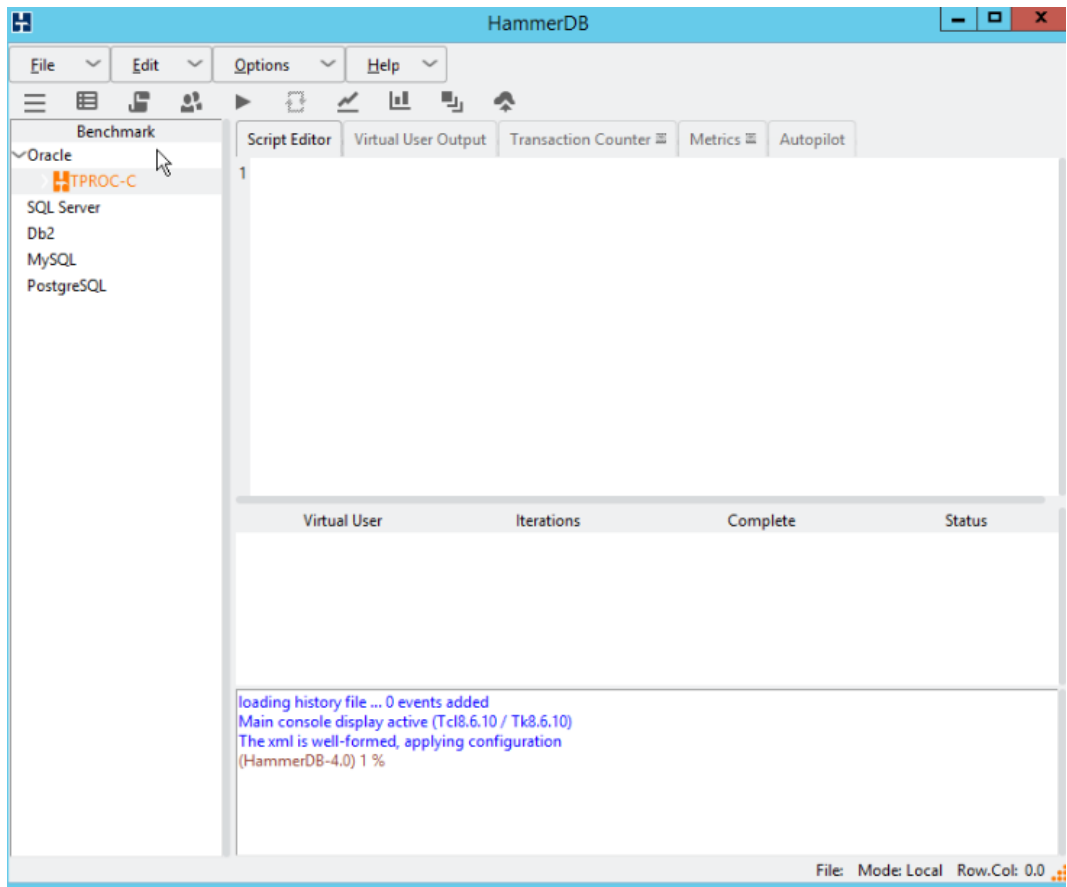 HammerDB
File Edit Options Help
Benchmark
Oracle
TPROC-C
SQL Server
Db2
MySQL
PostgreSQL
Script Editor Virtual User Output Transaction Counter Metrics Autopilot
1
Virtual User Iterations Complete Status
loading history file ... 0 events added
Main console display active (Tcl8.6.10 / Tk8.6.10)
The xml is well-formed, applying configuration
(HammerDB-4.0) 1 %
File: Mode: Local Row.Col: 0.0